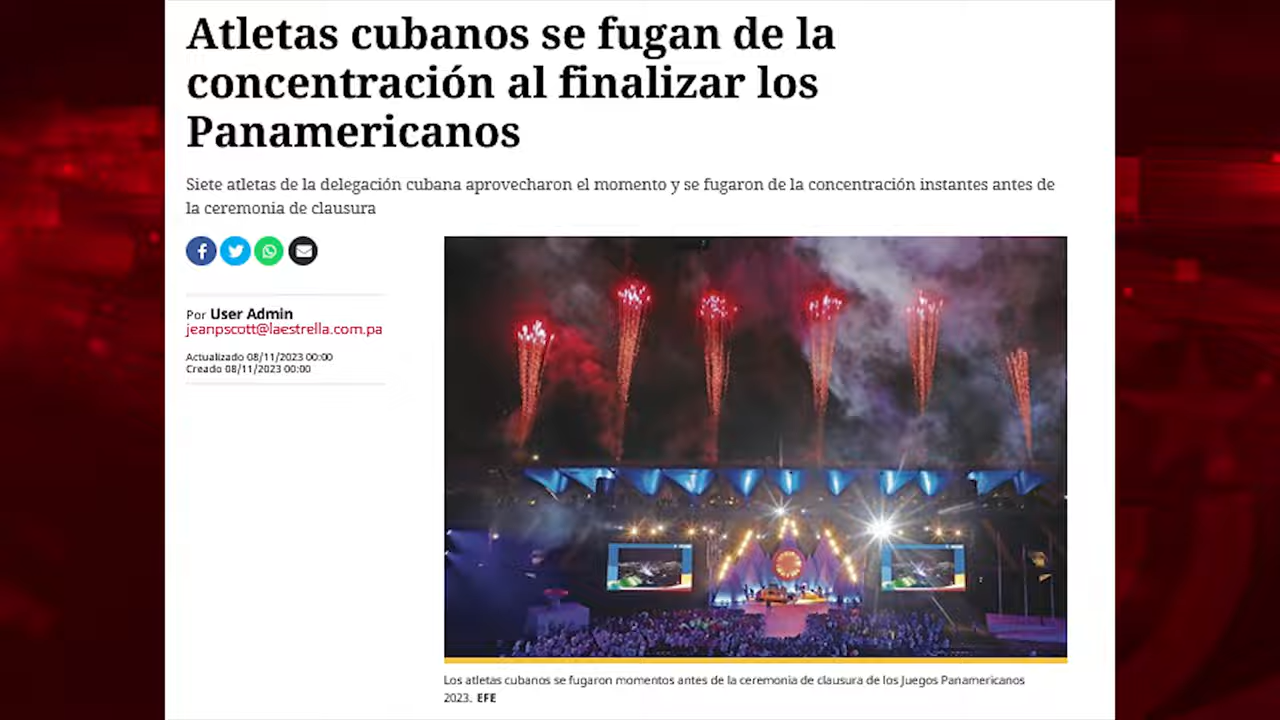 Atletas cubanos se fugan de la
concentración al finalizar los
Panamericanos
Siete atletas de la delegación cubana aprovecharon el momento y se fugaron de la concentración instantes antes de
la ceremonia de clausura
Por User Admin
jeanpscott@laestrella.com.pa
Actualizado 08/11/2023 00:00
Creado 08/11/2023 00:00
Los atletas cubanos se fugaron momentos antes de la ceremonia de clausura de los Juegos Panamericanos
2023. EFE